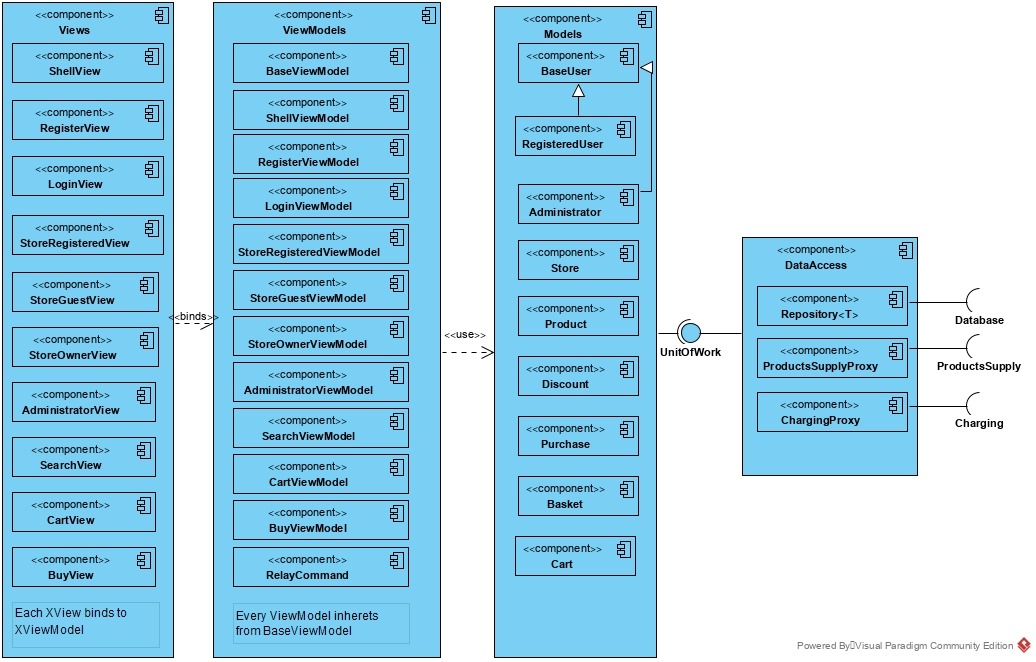 <<component>>
Views
<<component>>
ShellView
<<component>>
RegisterView
<<component>>
LoginView
<<component>>
StoreRegisteredView
<<component>>
StoreGuestView
<<component>>
StoreOwnerView
<<component>>
AdministratorView
<<component>>
SearchView
<<component>>
CartView
<<component>>
BuyView
Each XView binds to
XViewModel
<<binds>>
<<component>>
ViewModels
<<component>>
BaseViewModel
<<component>>
ShellViewModel
<<component>>
RegisterViewModel
<<component>>
LoginViewModel
<<component>>
StoreRegisteredViewModel
<<component>>
StoreGuestViewModel
<<component>>
StoreOwnerViewModel
<<component>>
AdministratorViewModel
<<component>>
SearchViewModel
<<component>>
CartViewModel
<<component>>
BuyViewModel
<<component>>
RelayCommand
Every ViewModel inherets
from BaseViewModel
<<use>>
<<component>>
Models
<<component>>
BaseUser
<<component>>
RegisteredUser
<<component>>
Administrator
<<component>>
Store
<<component>>
Product
<<component>>
Discount
<<component>>
Purchase
<<component>>
Basket
<<component>>
Cart
UnitOfWork
<<component>>
DataAccess
<<component>>
Repository<T>
<<component>>
ProductsSupplyProxy
<<component>>
ChargingProxy
Database
ProductsSupply
Charging
Powered By Visual Paradigm Community Edition